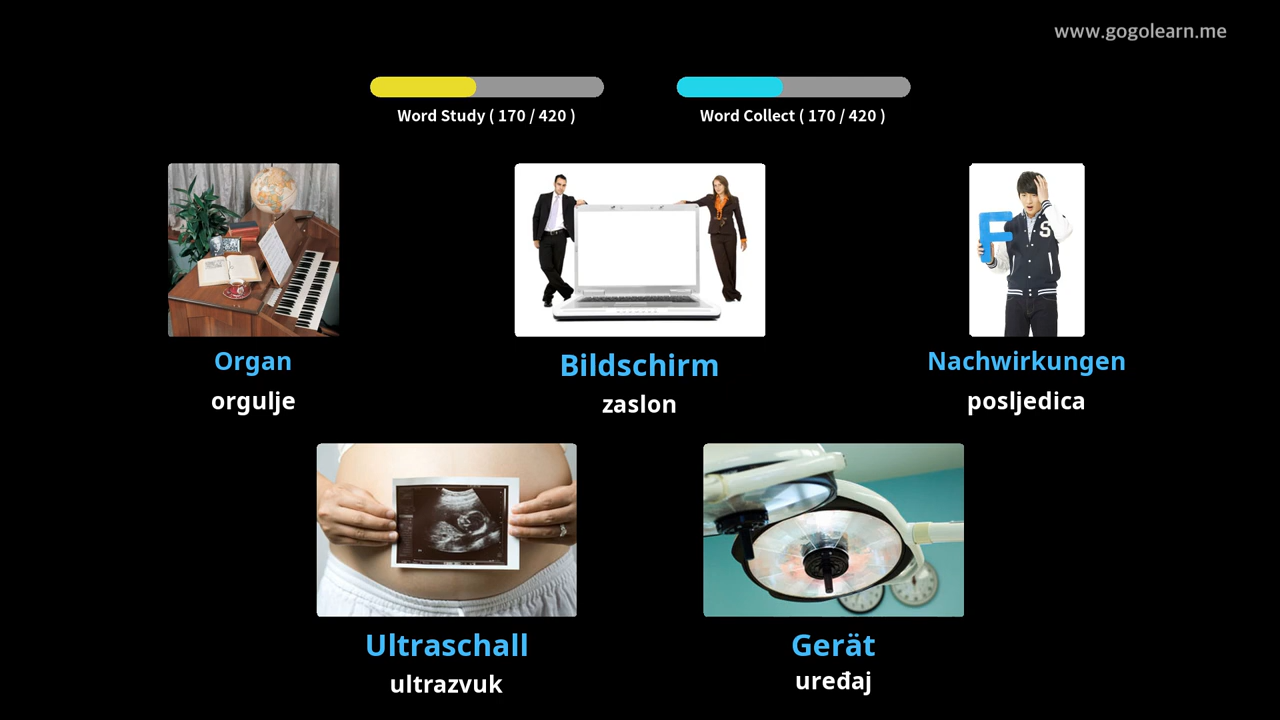 www.gogolearn.me
Word Study ( 170 / 420 )
Word Collect ( 170 / 420 )
F
S
Organ
orgulje
Bildschirm
zaslon
Nachwirkungen
posljedica
Ultraschall
ultrazvuk
Gerät
uređaj